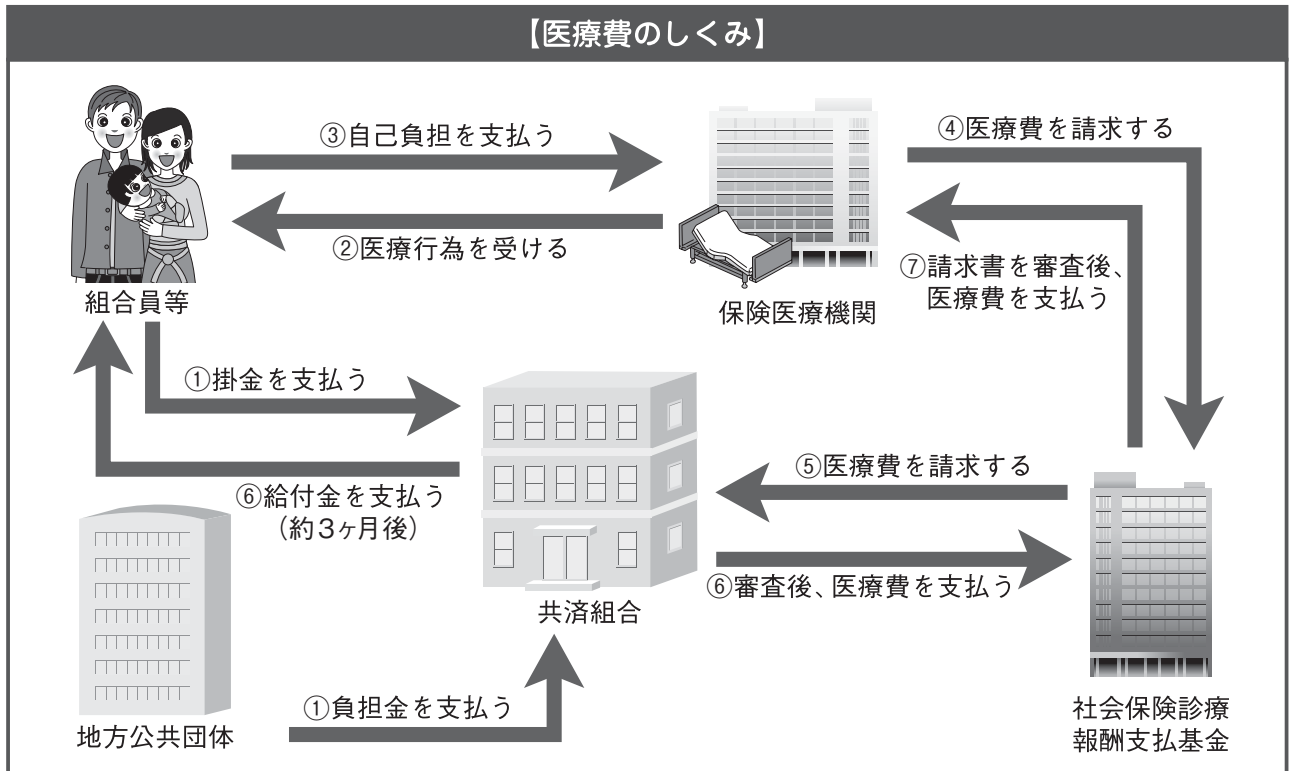 【医療費のしくみ】
③自己負担を支払う
④医療費を請求する
②医療行為を受ける
⑦請求書を審査後、
医療費を支払う
組合員等
保険医療機関
①掛金を支払う
⑤医療費を請求する
⑥給付金を支払う
(約3ヶ月後)
⑥審査後、医療費を支払う
共済組合
①負担金を支払う
地方公共団体
社会保険診療
報酬支払基金